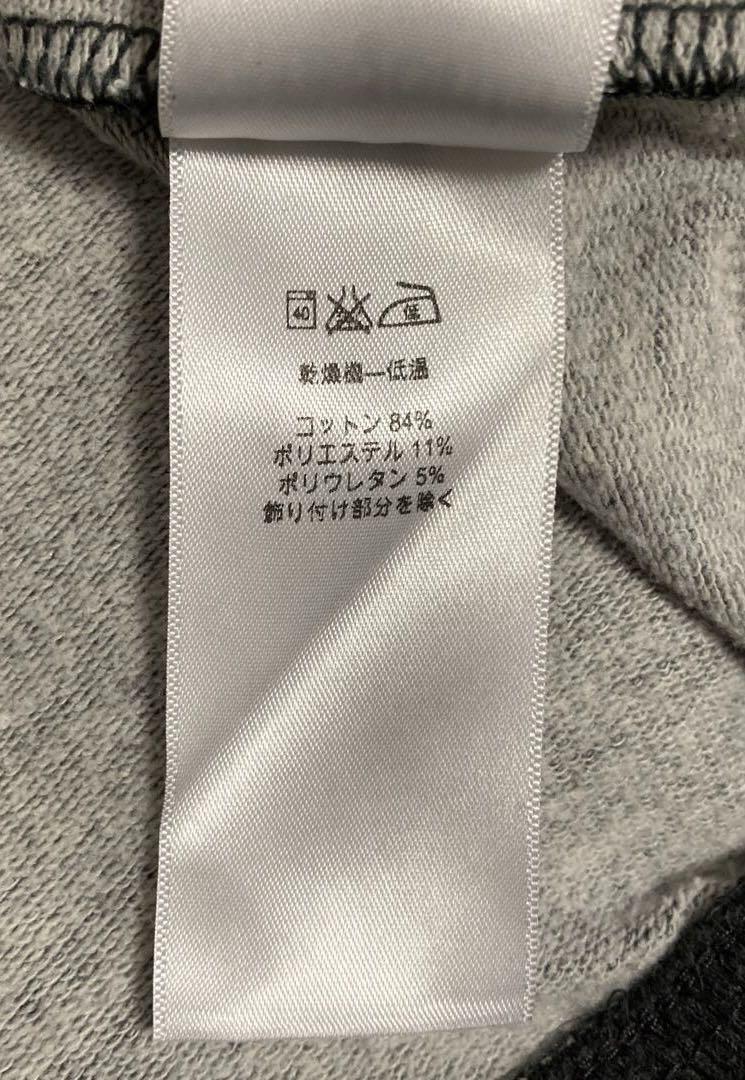 40 低
乾燥機—低温
コットン 84%
ポリエステル 11%
ポリウレタン 5%
飾り付け部分を除く